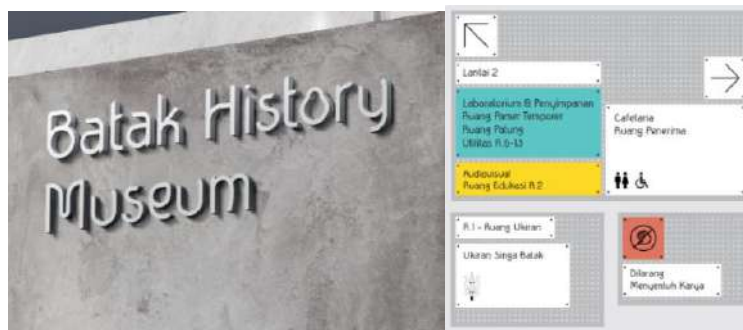 Batak History
Museum
Lantai 2
Laboratorium & Penyimpanan
Ruang Pamer Temporer
Ruang Patung
Utilitas R.6-13
Audiovisual
Ruang Edukasi R.2
Cafetaria
Ruang Penerima
R.1 - Ruang Ukiran
Ukiran Singa Batak
Dilarang
Menyentuh Karya